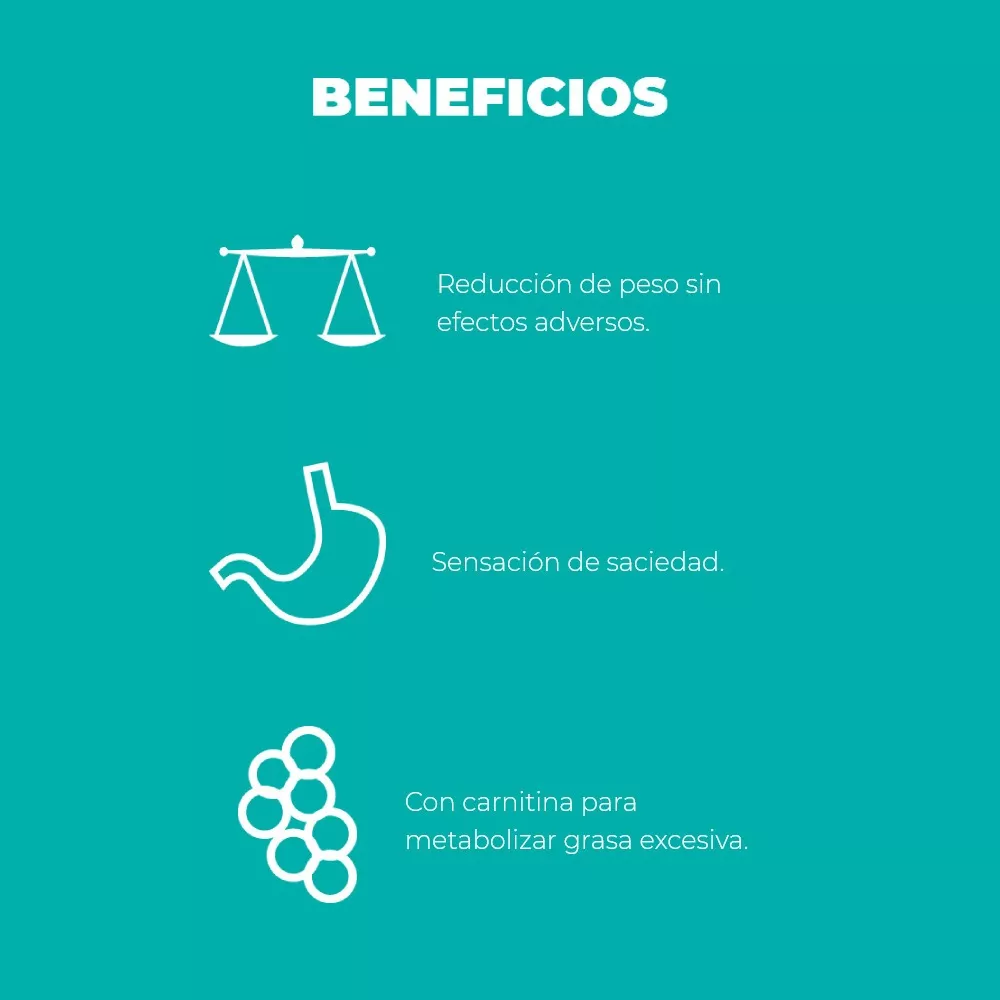 BENEFICIOS
Reducción de peso sin
efectos adversos.
Sensación de saciedad.
Con carnitina para
metabolizar grasa excesiva.